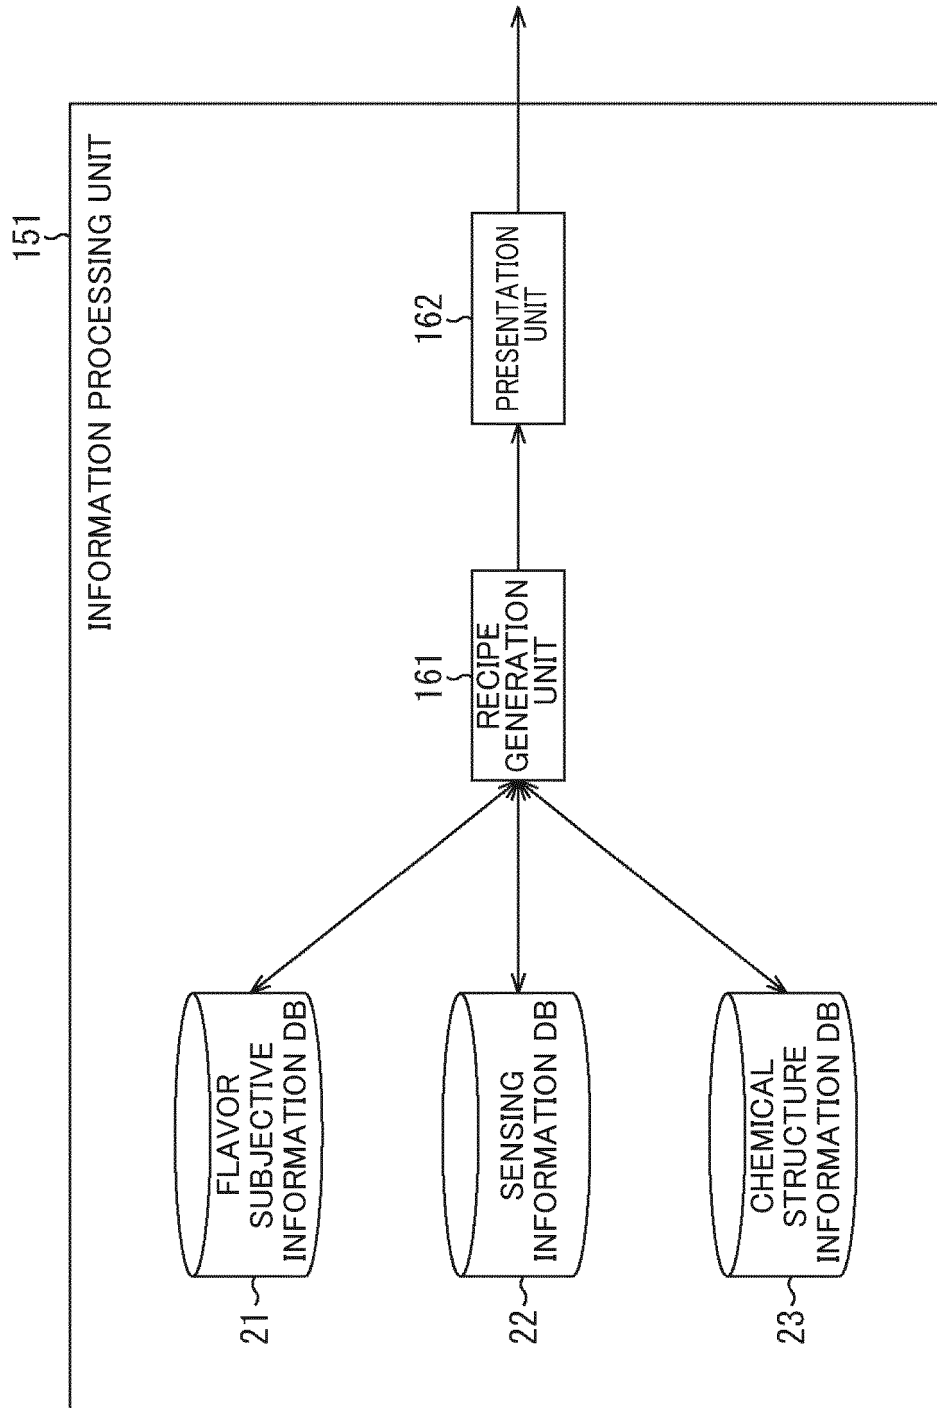 151
INFORMATION PROCESSING UNIT
21
FLAVOR
SUBJECTIVE
INFORMATION DB
22
SENSING
INFORMATION DB
23
CHEMICAL
STRUCTURE
INFORMATION DB
161
RECIPE
GENERATION
UNIT
162
PRESENTATION
UNIT